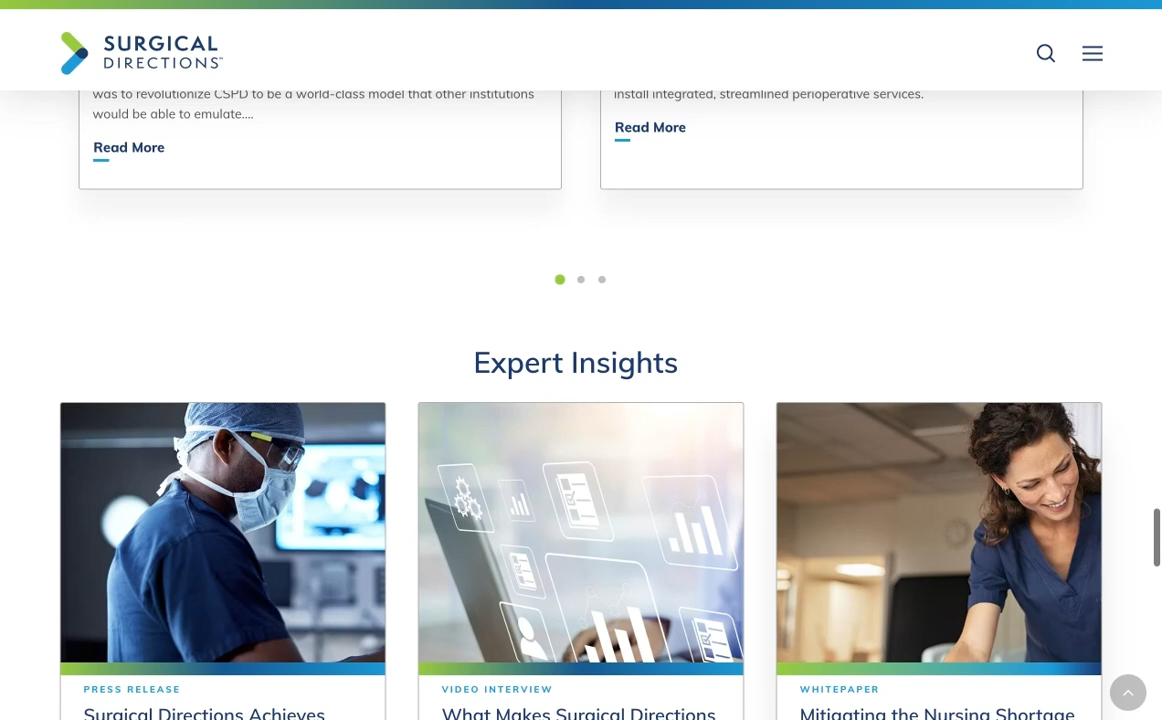 SURGICAL
DIRECTIONS™
was to revolutionize CSPD to be a world-class model that other institutions
would be able to emulate....
Read More
install integrated, streamlined perioperative services.
Read More
Expert Insights
PRESS RELEASE
Surgical Directions Achieves
VIDEO INTERVIEW
What Makes Surgical Directions
WHITEPAPER
Mitigating the Nursing Shortage